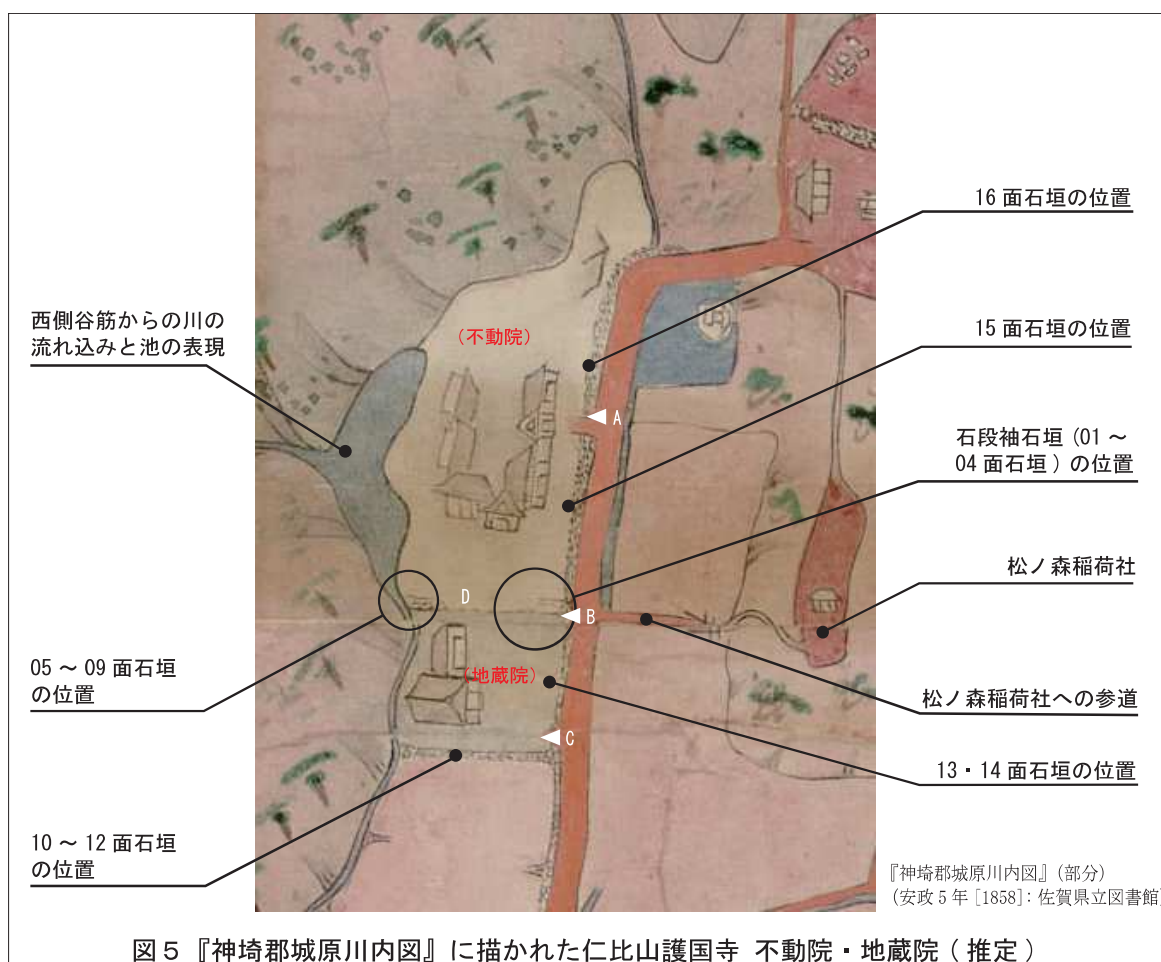 16 面石垣の位置
15 面石垣の位置
西側谷筋からの川の
流れ込みと池の表現
(不動院)
A
石段袖石垣 (01 ～
04 面石垣 ) の位置
松ノ森稲荷社
D
B
05 ～ 09 面石垣
の位置
(地蔵院)
松ノ森稲荷社への参道
C
13・14 面石垣の位置
10 ～ 12 面石垣
の位置
『神埼郡城原川内図』(部分)
(安政 5 年 [1858]：佐賀県立図書館)
図５『神埼郡城原川内図』に描かれた仁比山護国寺 不動院・地蔵院 ( 推定 )